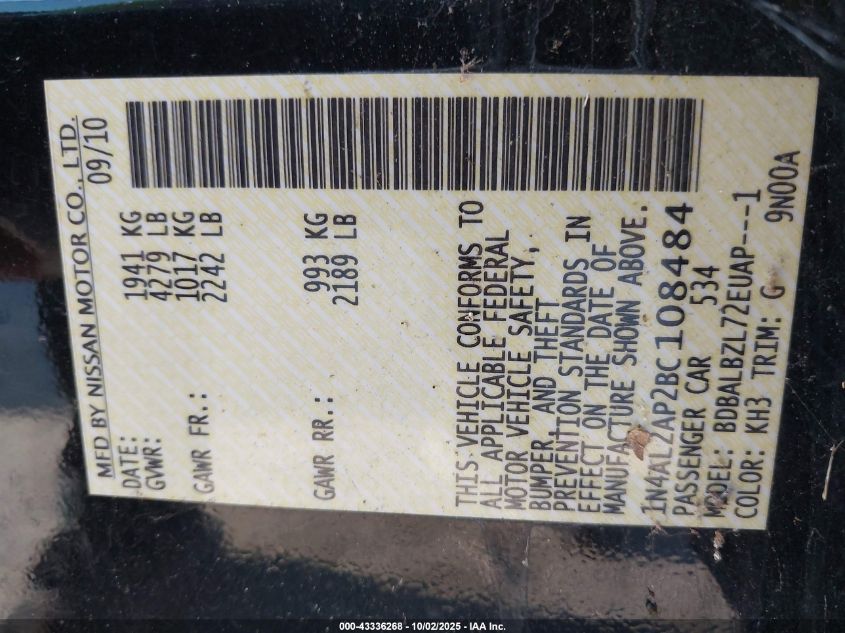 MFD BY NISSAN MOTOR CO., LTD.
DATE: 09/10
GVWR: 1941 KG
4279 LB
GAWR FR.: 1017 KG
2242 LB
GAWR RR.: 993 KG
2189 LB
THIS VEHICLE CONFORMS TO
ALL APPLICABLE FEDERAL
MOTOR VEHICLE SAFETY,
BUMPER, AND THEFT
PREVENTION STANDARDS IN
EFFECT ON THE DATE OF
MANUFACTURE SHOWN ABOVE.
1N4AL2AP2BC108484
PASSENGER CAR 534
MODEL: BDBALBZL72EUAP---1
COLOR: KH3 TRIM: G 9N00A
000-43336268 - 10/02/2025 - IAA Inc.